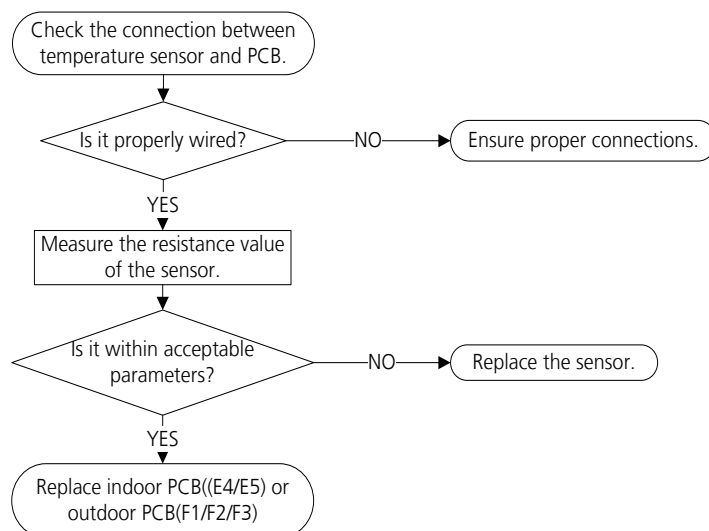 Check the connection between
temperature sensor and PCB.
Is it properly wired?
NO
Ensure proper connections.
YES
Measure the resistance value
of the sensor.
Is it within acceptable
parameters?
NO
Replace the sensor.
YES
Replace indoor PCB((E4/E5) or
outdoor PCB(F1/F2/F3)